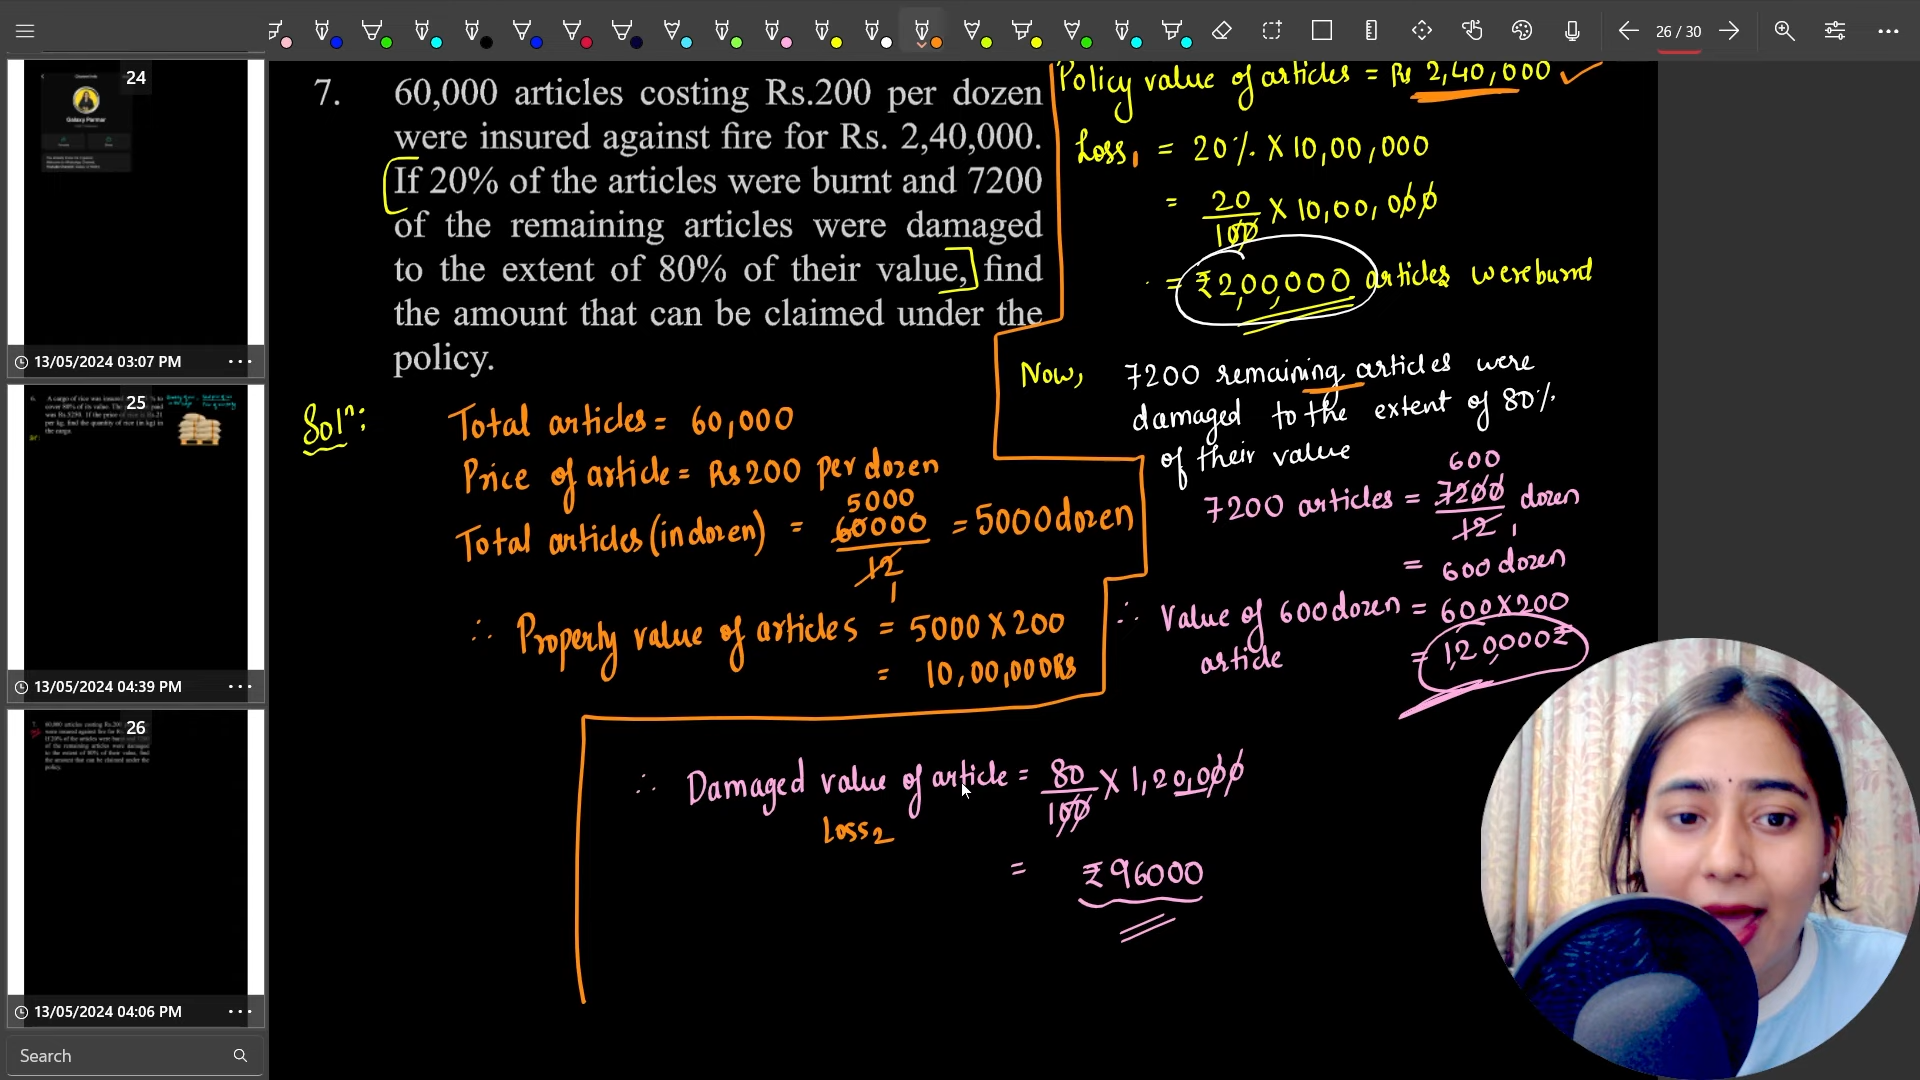 26 / 30
24
13/05/2024 03:07 PM
25
13/05/2024 04:39 PM
26
13/05/2024 04:06 PM
Search
7. 60,000 articles costing Rs.200 per dozen
were insured against fire for Rs. 2,40,000.
If 20% of the articles were burnt and 7200
of the remaining articles were damaged
to the extent of 80% of their value, find
the amount that can be claimed under the
policy.
Solⁿ:
Total articles = 60,000
Price of article = Rs 200 per dozen
5000
Total articles (in dozen) = 60000/12 = 5000 dozen
1
∴ Property value of articles = 5000 X 200
= 10,00,000 Rs
Policy value of articles = Rs 2,40,000 ✓
Loss₁ = 20% X 10,00,000
= 20/100 X 10,00,000
= ₹2,00,000 articles were burnd
Now, 7200 remaining articles were
damaged to the extent of 80%
of their value
600
7200 articles = 7200/12 dozen
1
= 600 dozen
∴ Value of 600 dozen = 600 X 200
article = 1,20,000₹
∴ Damaged value of article = 80/100 X 1,20,000
Loss₂
= ₹96000